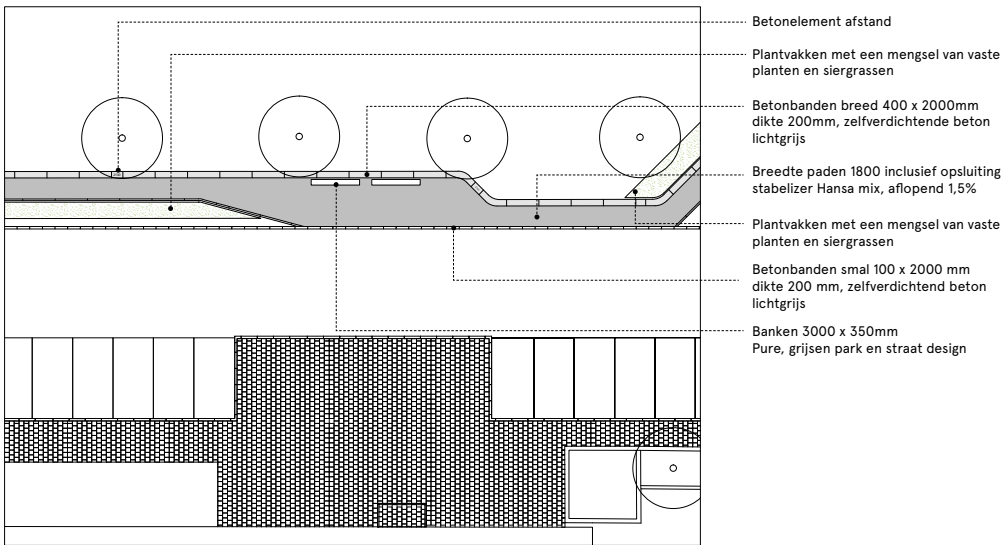 Betonelement afstand
Plantvakken met een mengsel van vaste
planten en siergrassen
Betonbanden breed 400 x 2000mm
dikte 200mm, zelfverdichtende beton
lichtgrijs
Breedte paden 1800 inclusief opsluiting
stabelizer Hansa mix, aflopend 1,5%
Plantvakken met een mengsel van vaste
planten en siergrassen
Betonbanden smal 100 x 2000 mm
dikte 200 mm, zelfverdichtend beton
lichtgrijs
Banken 3000 x 350mm
Pure, grijsen park en straat design